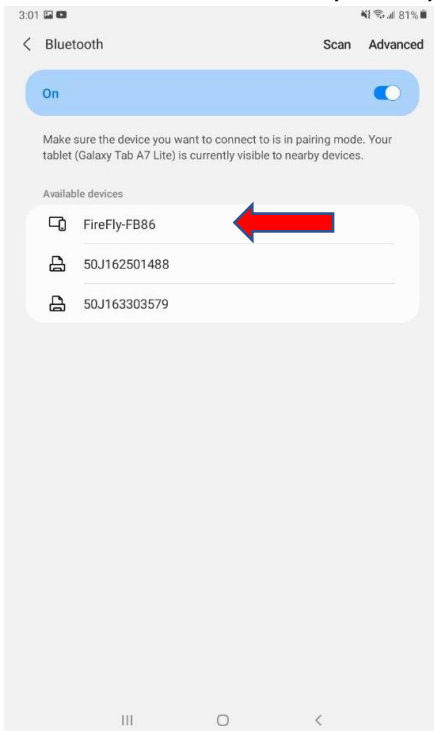 3:01 81%
Bluetooth Scan Advanced
On
Make sure the device you want to connect to is in pairing mode. Your
tablet (Galaxy Tab A7 Lite) is currently visible to nearby devices.
Available devices
FireFly-FB86
50J162501488
50J163303579